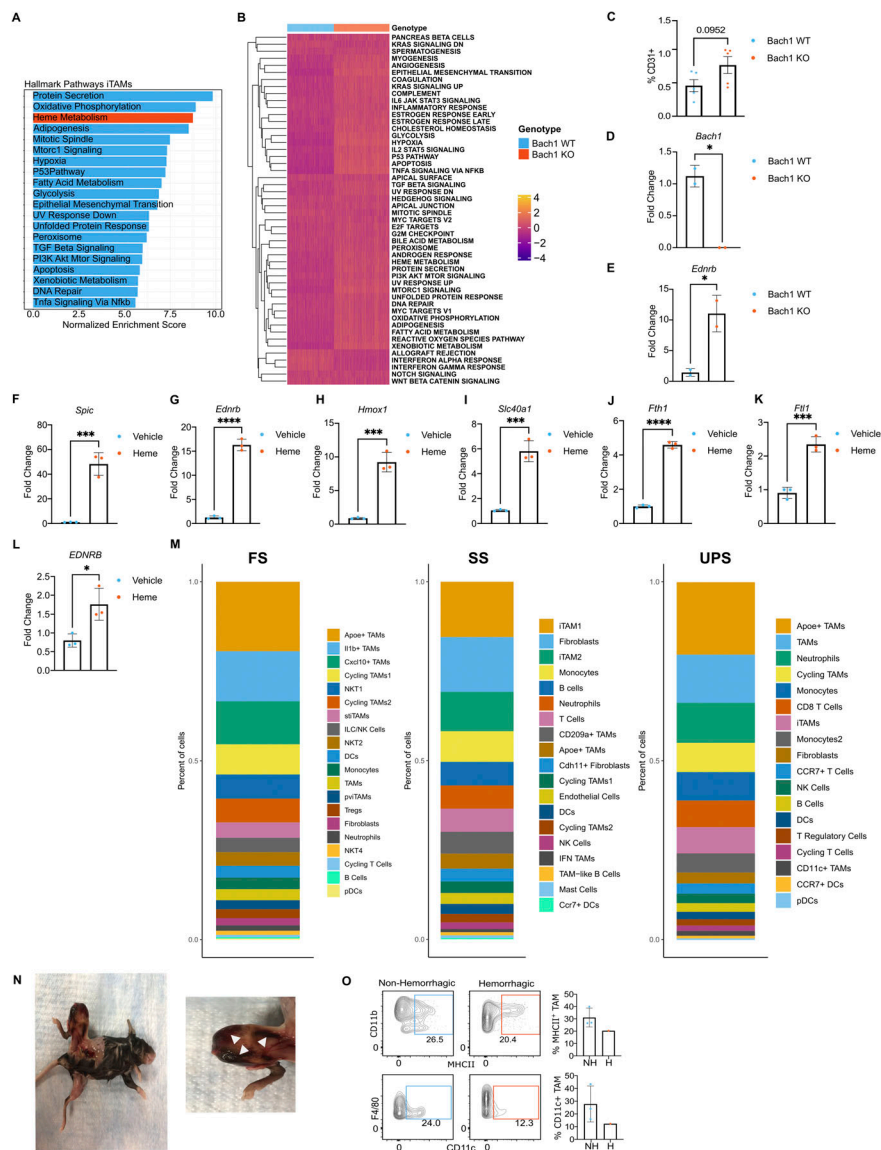 A
Hallmark Pathways iTAMs
Protein Secretion
Oxidative Phosphorylation
Heme Metabolism
Adipogenesis
Mitotic Spindle
Mtorc1 Signaling
Hypoxia
P53Pathway
Fatty Acid Metabolism
Glycolysis
Epithelial Mesenchymal Transition
UV Response Down
Unfolded Protein Response
Peroxisome
TGF Beta Signaling
PI3K Akt Mtor Signaling
Apoptosis
Xenobiotic Metabolism
DNA Repair
Tnfa Signaling Via Nfkb
0.0 2.5 5.0 7.5 10.0
Normalized Enrichment Score
B
Genotype
PANCREAS BETA CELLS
KRAS SIGNALING DN
SPERMATOGENESIS
MYOGENESIS
ANGIOGENESIS
EPITHELIAL MESENCHYMAL TRANSITION
COAGULATION
KRAS SIGNALING UP
COMPLEMENT
IL6 JAK STAT3 SIGNALING
INFLAMMATORY RESPONSE
ESTROGEN RESPONSE EARLY
ESTROGEN RESPONSE LATE
CHOLESTEROL HOMEOSTASIS
GLYCOLYSIS
HYPOXIA
IL2 STAT5 SIGNALING
P53 PATHWAY
APOPTOSIS
TNFA SIGNALING VIA NFKB
APICAL SURFACE
TGF BETA SIGNALING
UV RESPONSE DN
HEDGEHOG SIGNALING
APICAL JUNCTION
MITOTIC SPINDLE
MYC TARGETS V2
E2F TARGETS
G2M CHECKPOINT
BILE ACID METABOLISM
PEROXISOME
ANDROGEN RESPONSE
HEME METABOLISM
PROTEIN SECRETION
PI3K AKT MTOR SIGNALING
UV RESPONSE UP
MTORC1 SIGNALING
UNFOLDED PROTEIN RESPONSE
DNA REPAIR
MYC TARGETS V1
OXIDATIVE PHOSPHORYLATION
ADIPOGENESIS
FATTY ACID METABOLISM
REACTIVE OXYGEN SPECIES PATHWAY
XENOBIOTIC METABOLISM
ALLOGRAFT REJECTION
INTERFERON ALPHA RESPONSE
INTERFERON GAMMA RESPONSE
NOTCH SIGNALING
WNT BETA CATENIN SIGNALING
Genotype
Bach1 WT
Bach1 KO
4
2
0
-2
-4
C
0.0952
% CD31+
1.5
1.0
0.5
0.0
Bach1 WT
Bach1 KO
D
Bach1
*
Fold Change
1.5
1.0
0.5
0.0
Bach1 WT
Bach1 KO
E
Ednrb
*
Fold Change
15
10
5
0
Bach1 WT
Bach1 KO
F
Spic
***
Fold Change
80
60
40
20
0
Vehicle
Heme
G
Ednrb
****
Fold Change
20
15
10
5
0
Vehicle
Heme
H
Hmox1
***
Fold Change
15
10
5
0
Vehicle
Heme
I
Slc40a1
***
Fold Change
8
6
4
2
0
Vehicle
Heme
J
Fth1
****
Fold Change
6
4
2
0
Vehicle
Heme
K
Ftl1
***
Fold Change
3
2
1
0
Vehicle
Heme
L
EDNRB
*
Fold Change
2.5
2.0
1.5
1.0
0.5
0.0
Vehicle
Heme
M
FS
Percent of cells
1.0
0.5
0.0
Apoe+ TAMs
Il1b+ TAMs
Cxcl10+ TAMs
Cycling TAMs1
NKT1
Cycling TAMs2
stiTAMs
ILC/NK Cells
NKT2
DCs
Monocytes
TAMs
pviTAMs
Tregs
Fibroblasts
Neutrophils
NKT4
Cycling T Cells
B Cells
pDCs
SS
Percent of cells
1.0
0.5
0.0
iTAM1
Fibroblasts
iTAM2
Monocytes
B cells
Neutrophils
T Cells
CD209a+ TAMs
Apoe+ TAMs
Cdh11+ Fibroblasts
Cycling TAMs1
Endothelial Cells
DCs
Cycling TAMs2
NK Cells
IFN TAMs
TAM-like B Cells
Mast Cells
Ccr7+ DCs
UPS
Percent of cells
1.0
0.5
0.0
Apoe+ TAMs
TAMs
Neutrophils
Cycling TAMs
Monocytes
CD8 T Cells
iTAMs
Monocytes2
Fibroblasts
CCR7+ T Cells
NK Cells
B Cells
DCs
T Regulatory Cells
Cycling T Cells
CD11c+ TAMs
CCR7+ DCs
pDCs
N
O
Non-Hemorrhagic Hemorrhagic
CD11b
0
26.5
0
20.4
0 0
MHCII
% MHCII+ TAM
50
40
30
20
10
0
NH H
F4/80
0
24.0
0
12.3
0 0
CD11c
% CD11c+ TAM
50
40
30
20
10
0
NH H